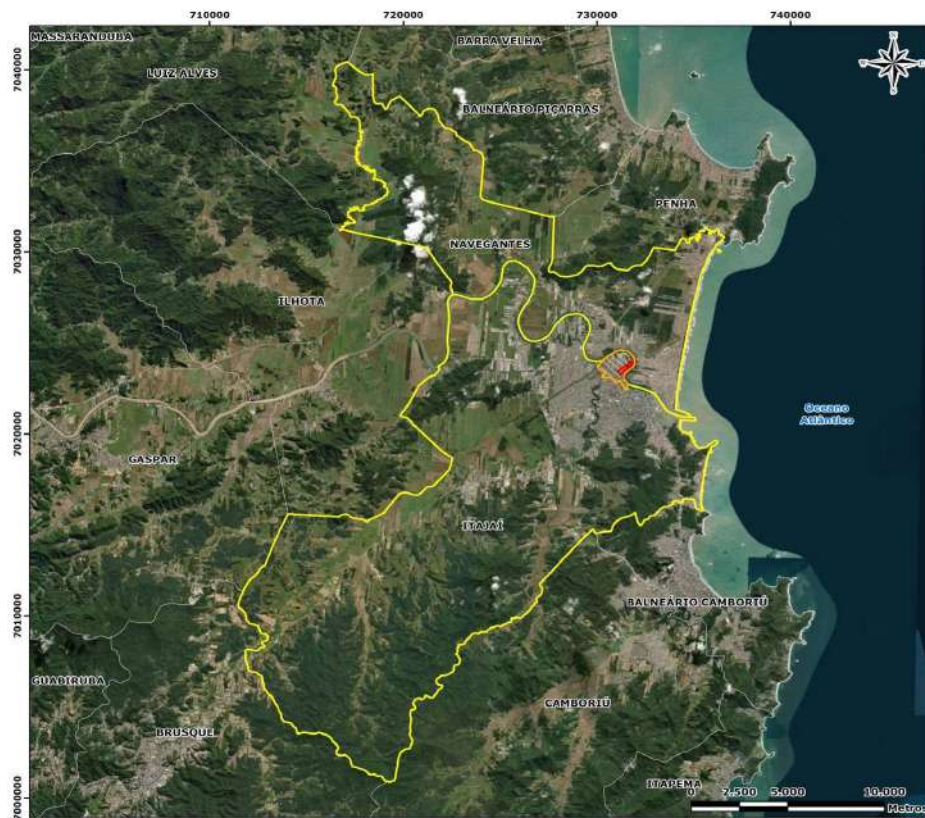 710000
720000
730000
740000
MASSARANDUBA
BARRA VELHA
N
W
E
S
7040000
LUIZ ALVES
BALNEÁRIO PIÇARRAS
PENHA
7030000
NAVEGANTES
ILHOTA
7020000
Oceano
Atlântico
GASPAR
ITAJAÍ
7010000
BALNEÁRIO CAMBORIÚ
GUABIRUBA
CAMBORIÚ
BRUSQUE
ITAPEMA
7000000
0 2.500 5.000 10.000
Metros